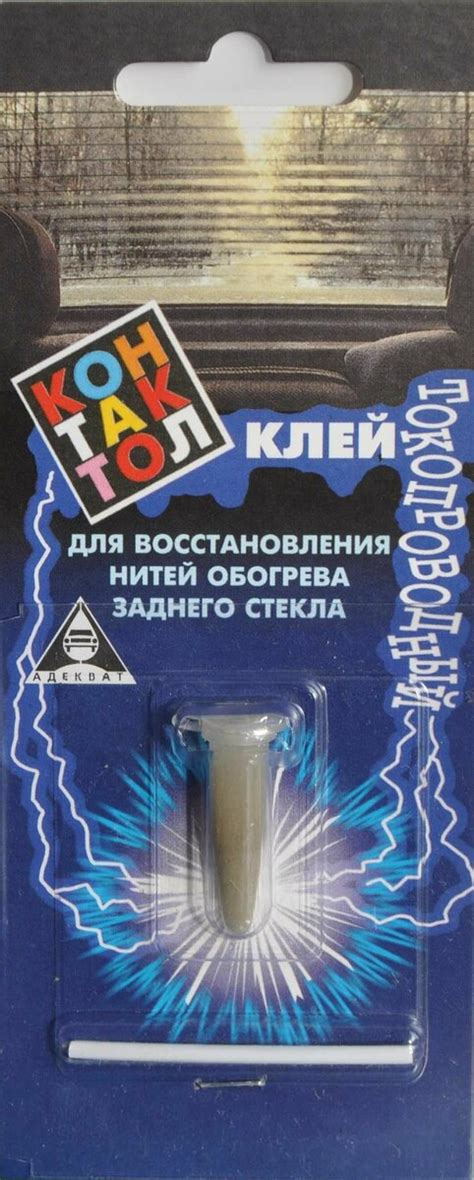 КОН
ТАК
ТОЛ
КЛЕЙ
ТОКОПРОВОДНЫЙ
ДЛЯ ВОССТАНОВЛЕНИЯ
НИТЕЙ ОБОГРЕВА
ЗАДНЕГО СТЕКЛА
АДЕКВАТ